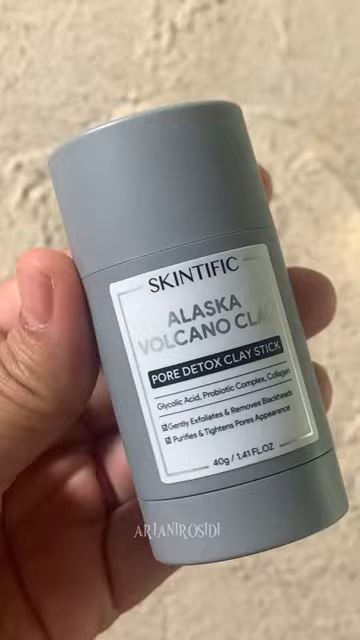 SKINTIFIC
ALASKA
VOLCANO CLA
PORE DETOX CLAY STICK
Glycolic Acid, Probiotic Complex, Collagen
☑ Gently Exfoliates & Removes Blackheads
☑ Purifies & Tightens Pores Appearance
40g / 1.41 FL.OZ
ARIANIROSIDI